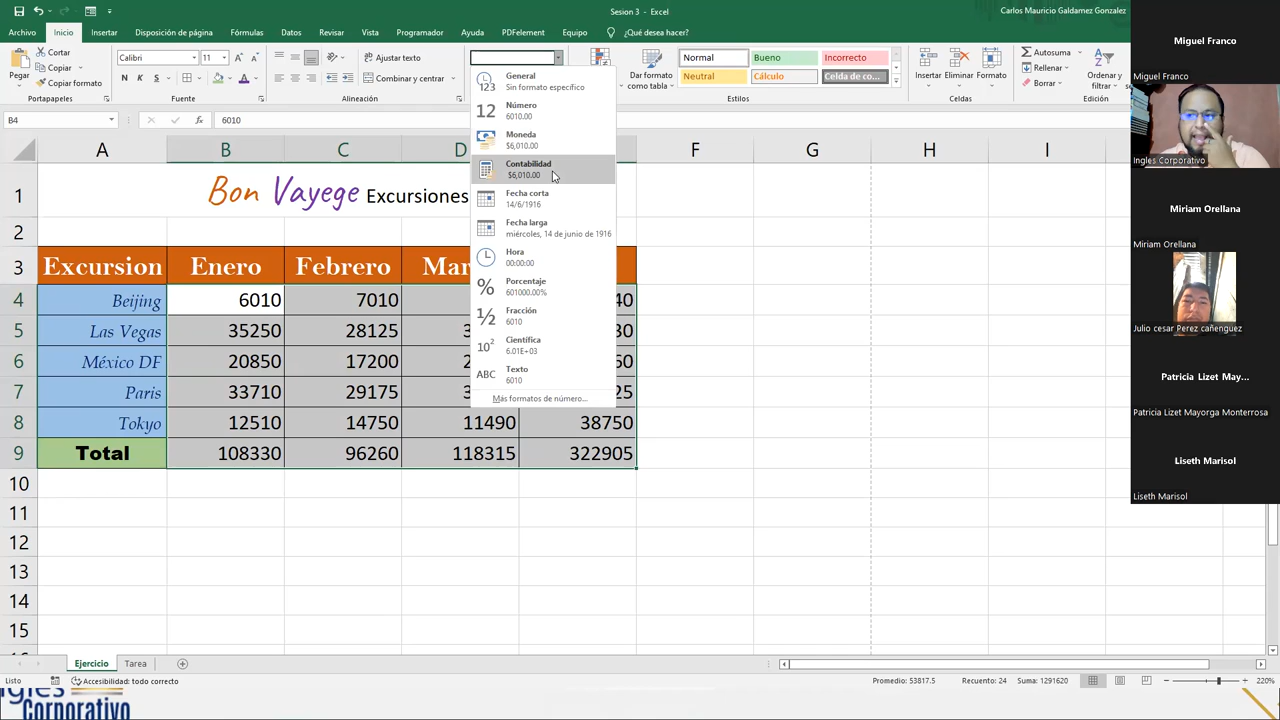 Sesion 3 - Excel
Carlos Mauricio Galdamez Gonzalez
Archivo Inicio Insertar Disposición de página Fórmulas Datos Revisar Vista Programador Ayuda PDFelement Equipo ¿Qué desea hacer?
Pegar
Cortar
Copiar
Portapapeles
Calibri 11
N K S
Fuente
Ajustar texto
Combinar y centrar
Alineación
Dar formato como tabla
Normal Bueno Incorrecto
Neutral Cálculo Celda de co...
Estilos
Insertar Eliminar Formato
Celdas
Autosuma
Rellenar
Borrar
Ordenar y filtrar
Edición
B4
6010
General
Sin formato específico
Número
6010.00
Moneda
$6,010.00
Contabilidad
$6,010.00
Fecha corta
14/6/1916
Fecha larga
miércoles, 14 de junio de 1916
Hora
00:00:00
Porcentaje
601000.00%
Fracción
6010
Científica
6.01E+03
Texto
6010
Más formatos de número...
A B C D F G H I
1 Bon Vayege Excursiones
2
3 Excursion Enero Febrero Mar
4 Beijing 6010 7010 40
5 Las Vegas 35250 28125 3 30
6 México DF 20850 17200 2 60
7 Paris 33710 29175 3 25
8 Tokyo 12510 14750 11490 38750
9 Total 108330 96260 118315 322905
10
11
12
13
14
15
Ejercicio Tarea
Listo Accesibilidad: todo correcto Promedio: 53817.5 Recuento: 24 Suma: 1291620 220%
Ingles
Corporativo
Miguel Franco
Miguel Franco
Ingles Corporativo
Miriam Orellana
Miriam Orellana
Julio cesar Perez cañenguez
Patricia Lizet May...
Patricia Lizet Mayorga Monterrosa
Liseth Marisol
Liseth Marisol